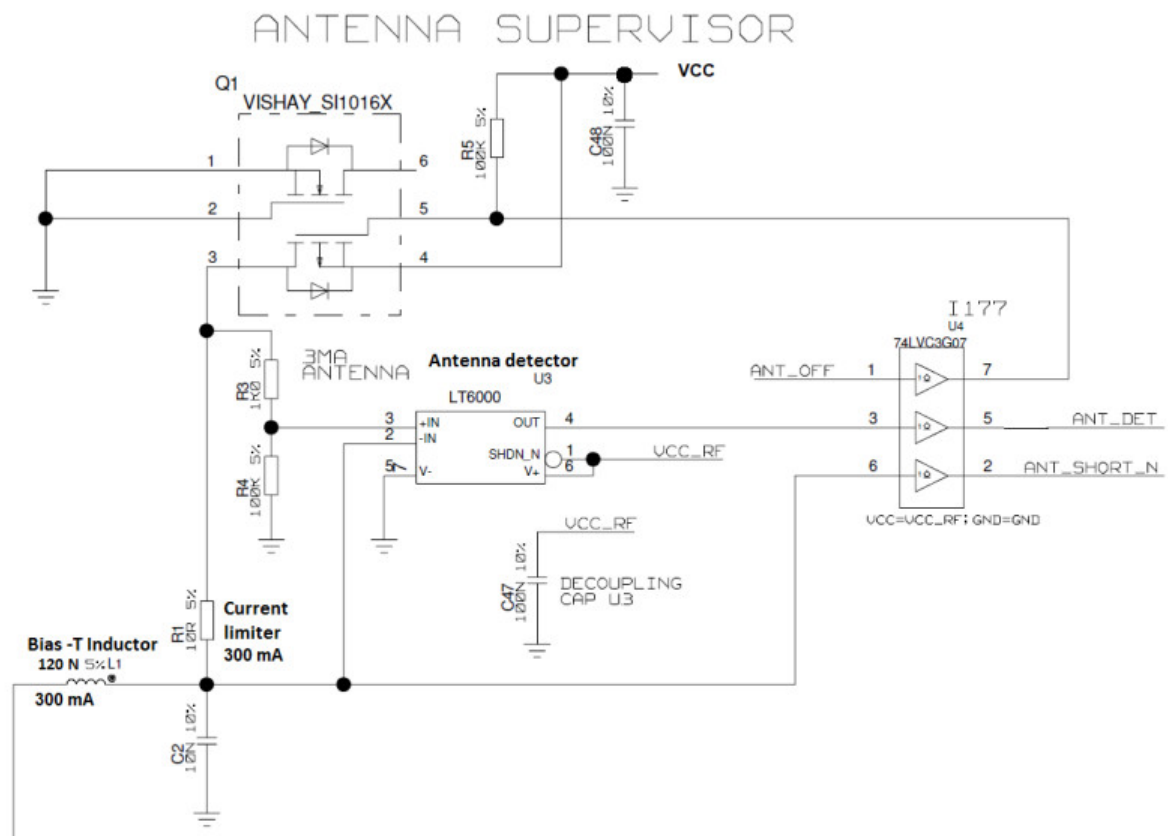 ANTENNA SUPERVISOR
Q1
VISHAY_SI1016X
1
2
3
6
5
4
R5
100K 5%
VCC
C48
100N 10%
R3
1K0 5%
3MA
ANTENNA
R4
100K 5%
Antenna detector
U3
LT6000
3
2
5
7
+IN
-IN
V-
OUT
SHDN_N
V+
4
1
6
VCC_RF
I177
U4
74LVC3G07
ANT_OFF
1
7
3
5
ANT_DET
6
2
ANT_SHORT_N
VCC=VCC_RF;GND=GND
VCC_RF
C47
100N 10%
DECOUPLING
CAP U3
R1
10R 5%
Current
limiter
300 mA
Bias -T Inductor
120 N 5% L1
300 mA
C2
10N 10%